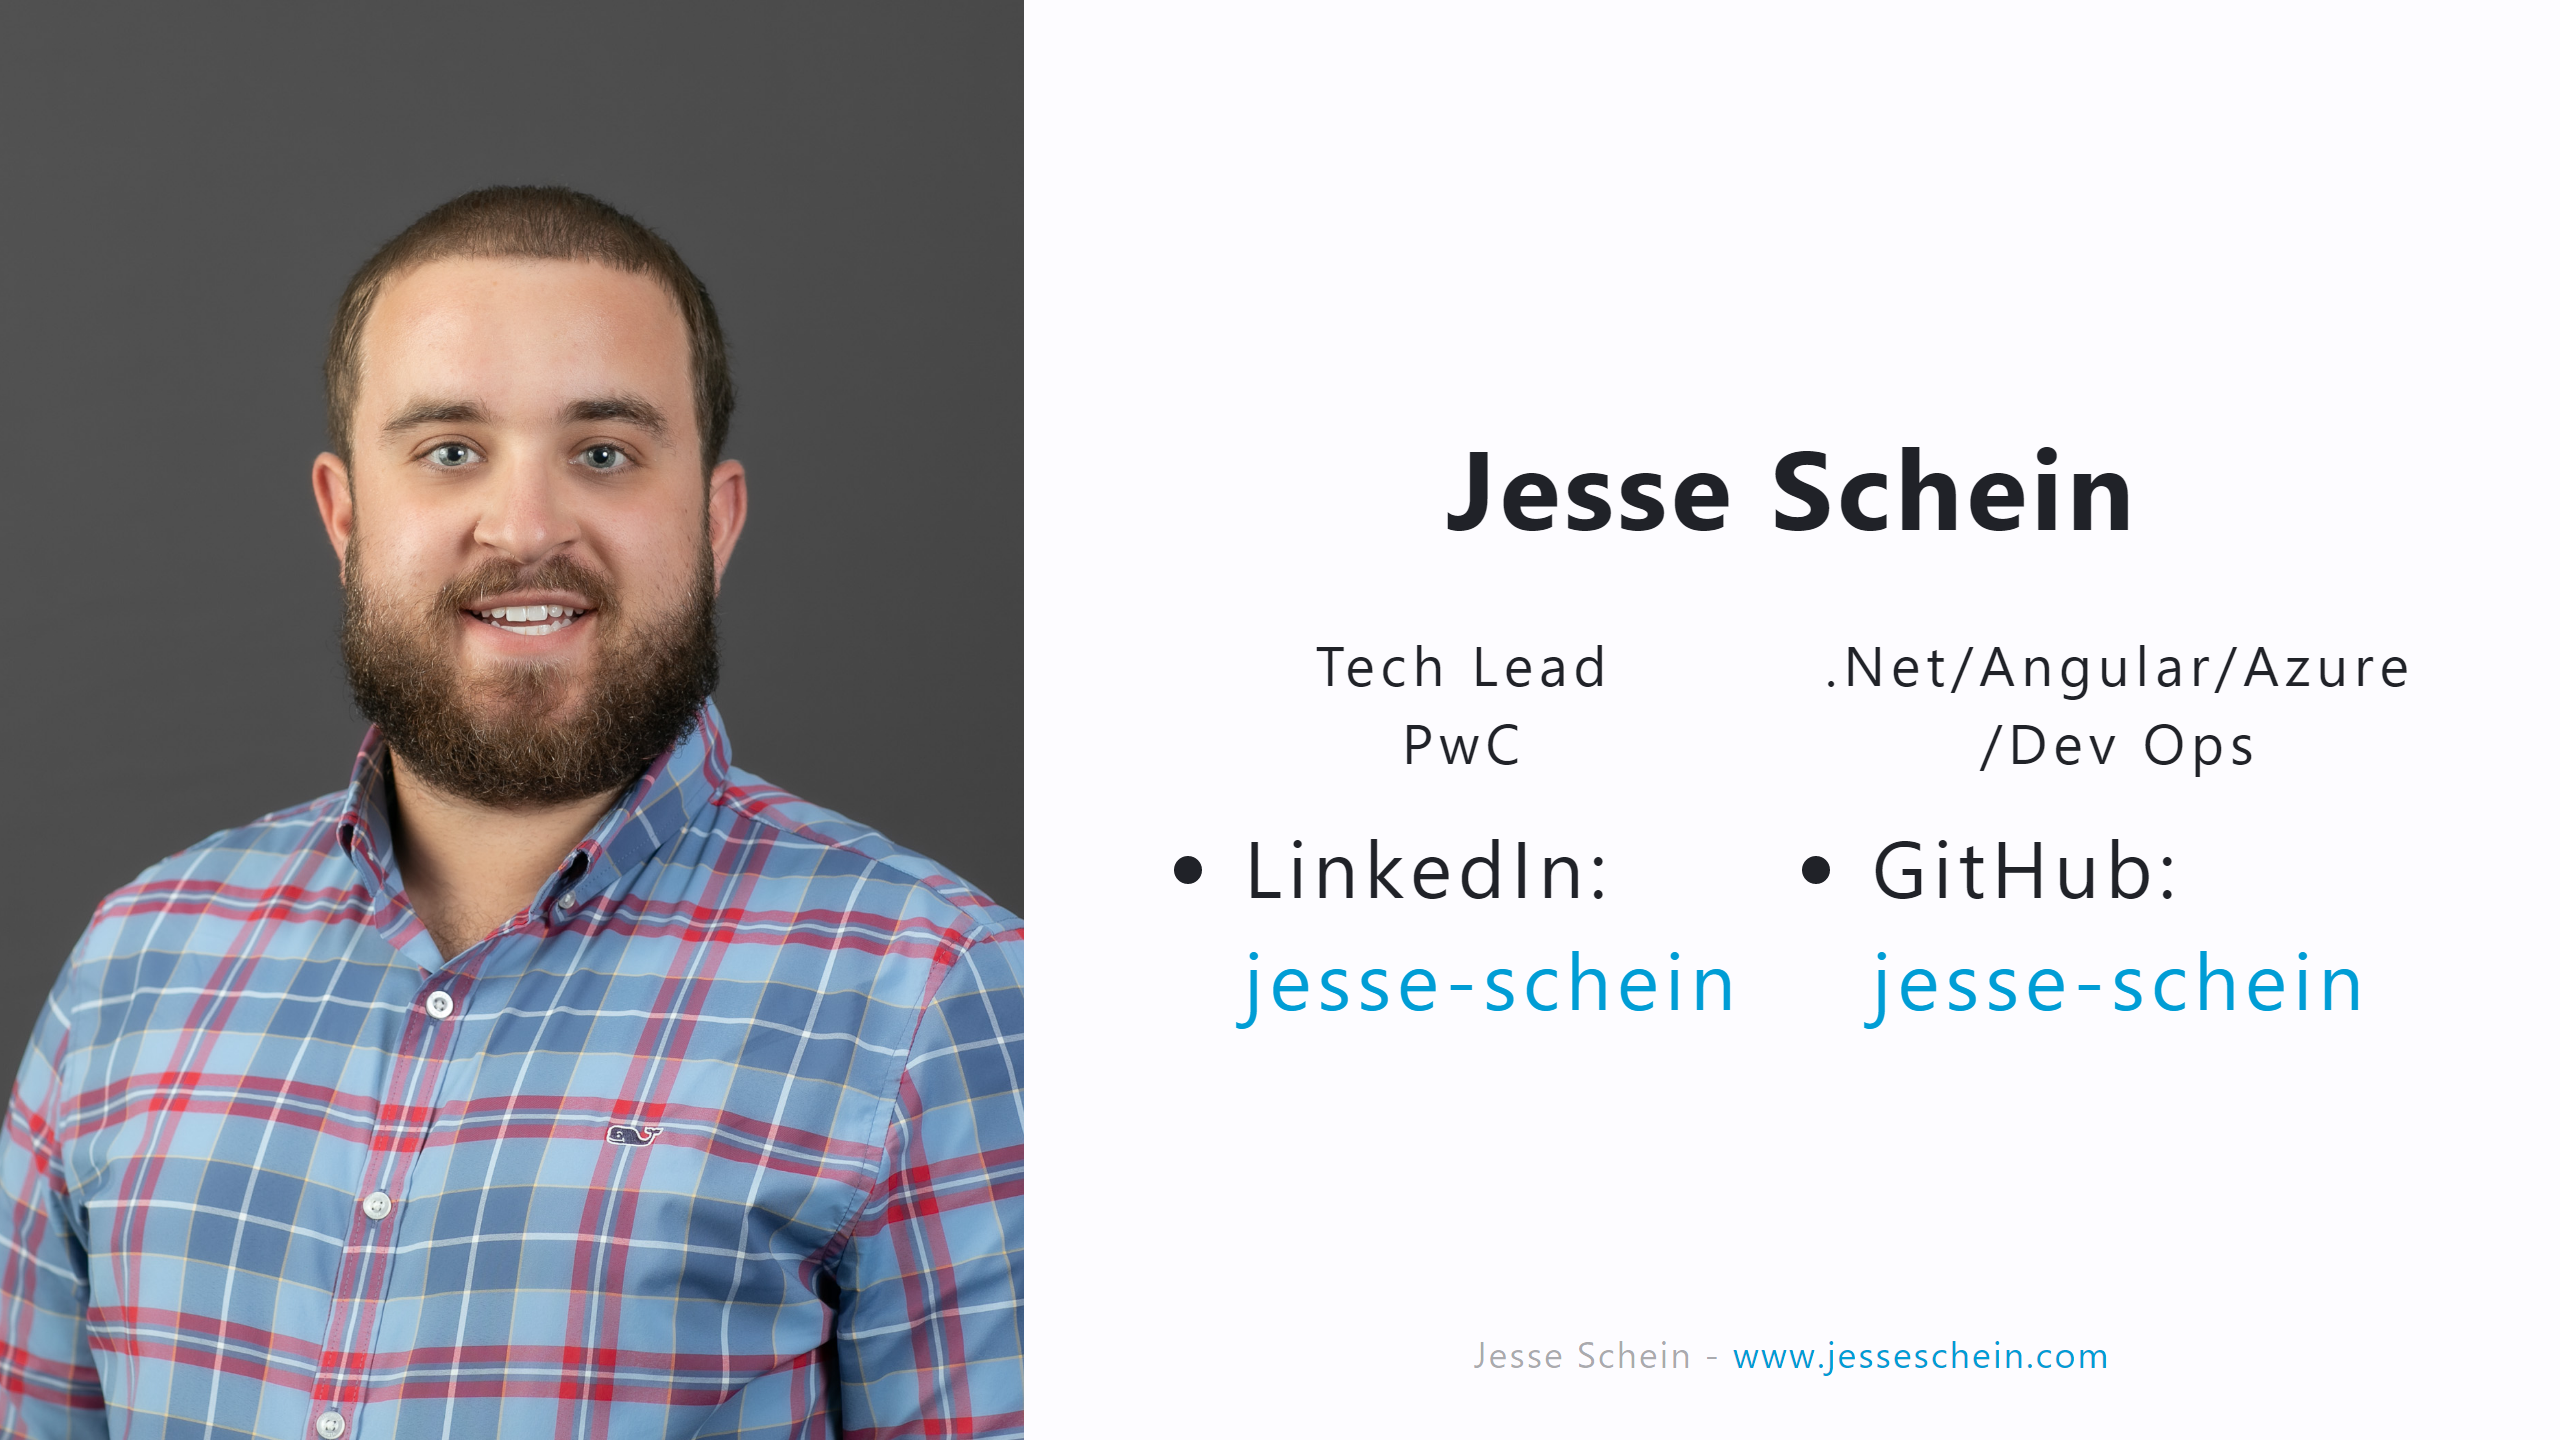 Jesse Schein
Tech Lead
PwC
.Net/Angular/Azure
/Dev Ops
• LinkedIn:
jesse-schein
• GitHub:
jesse-schein
Jesse Schein - www.jesseschein.com